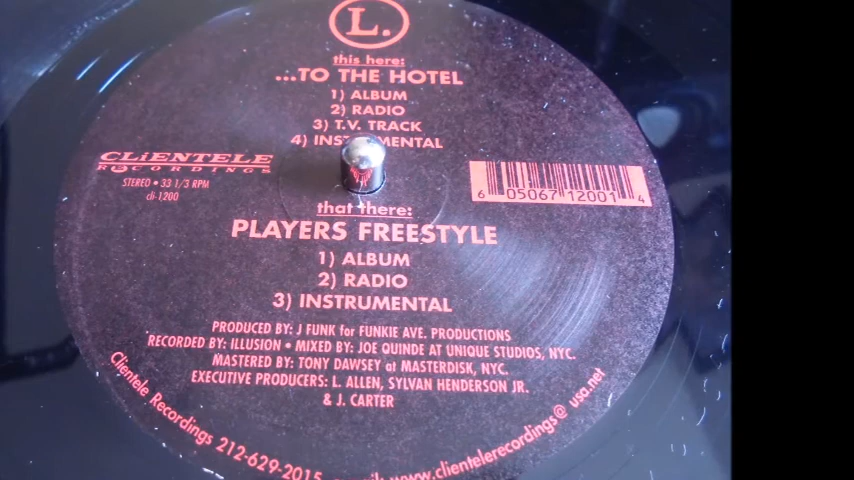 L.
this here:
...TO THE HOTEL
1) ALBUM
2) RADIO
3) T.V. TRACK
4) INS MENTAL
CLiENTELE
RECORDINGS
STEREO • 33 1/3 RPM
cli-1200
6 05067 12001 4
that there:
PLAYERS FREESTYLE
1) ALBUM
2) RADIO
3) INSTRUMENTAL
PRODUCED BY: J FUNK for FUNKIE AVE. PRODUCTIONS
RECORDED BY: ILLUSION • MIXED BY: JOE QUINDE AT UNIQUE STUDIOS, NYC.
MASTERED BY: TONY DAWSEY at MASTERDISK, NYC.
EXECUTIVE PRODUCERS: L. ALLEN, SYLVAN HENDERSON JR.
& J. CARTER
Clientele Recordings 212-629-2015 www.clientelerecordings@usa.net